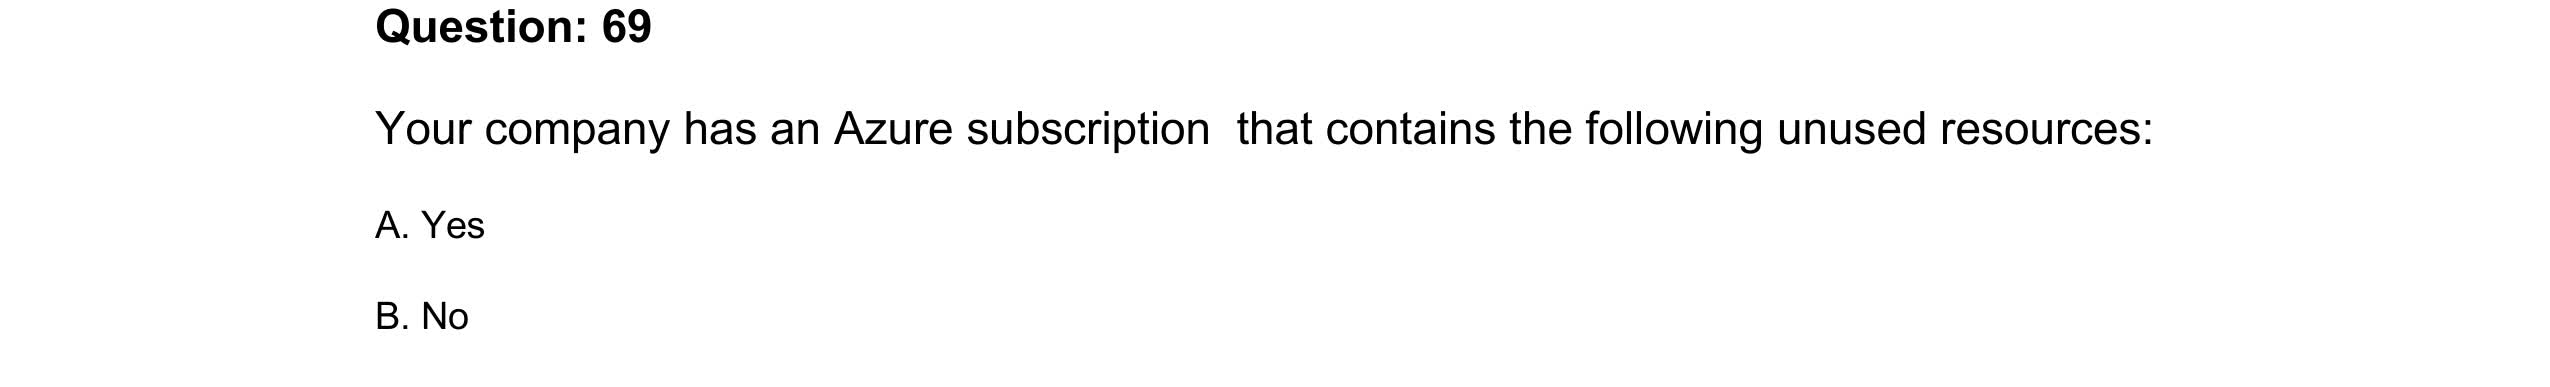 Question: 69
Your company has an Azure subscription  that contains the following unused resources:
A. Yes
B. No